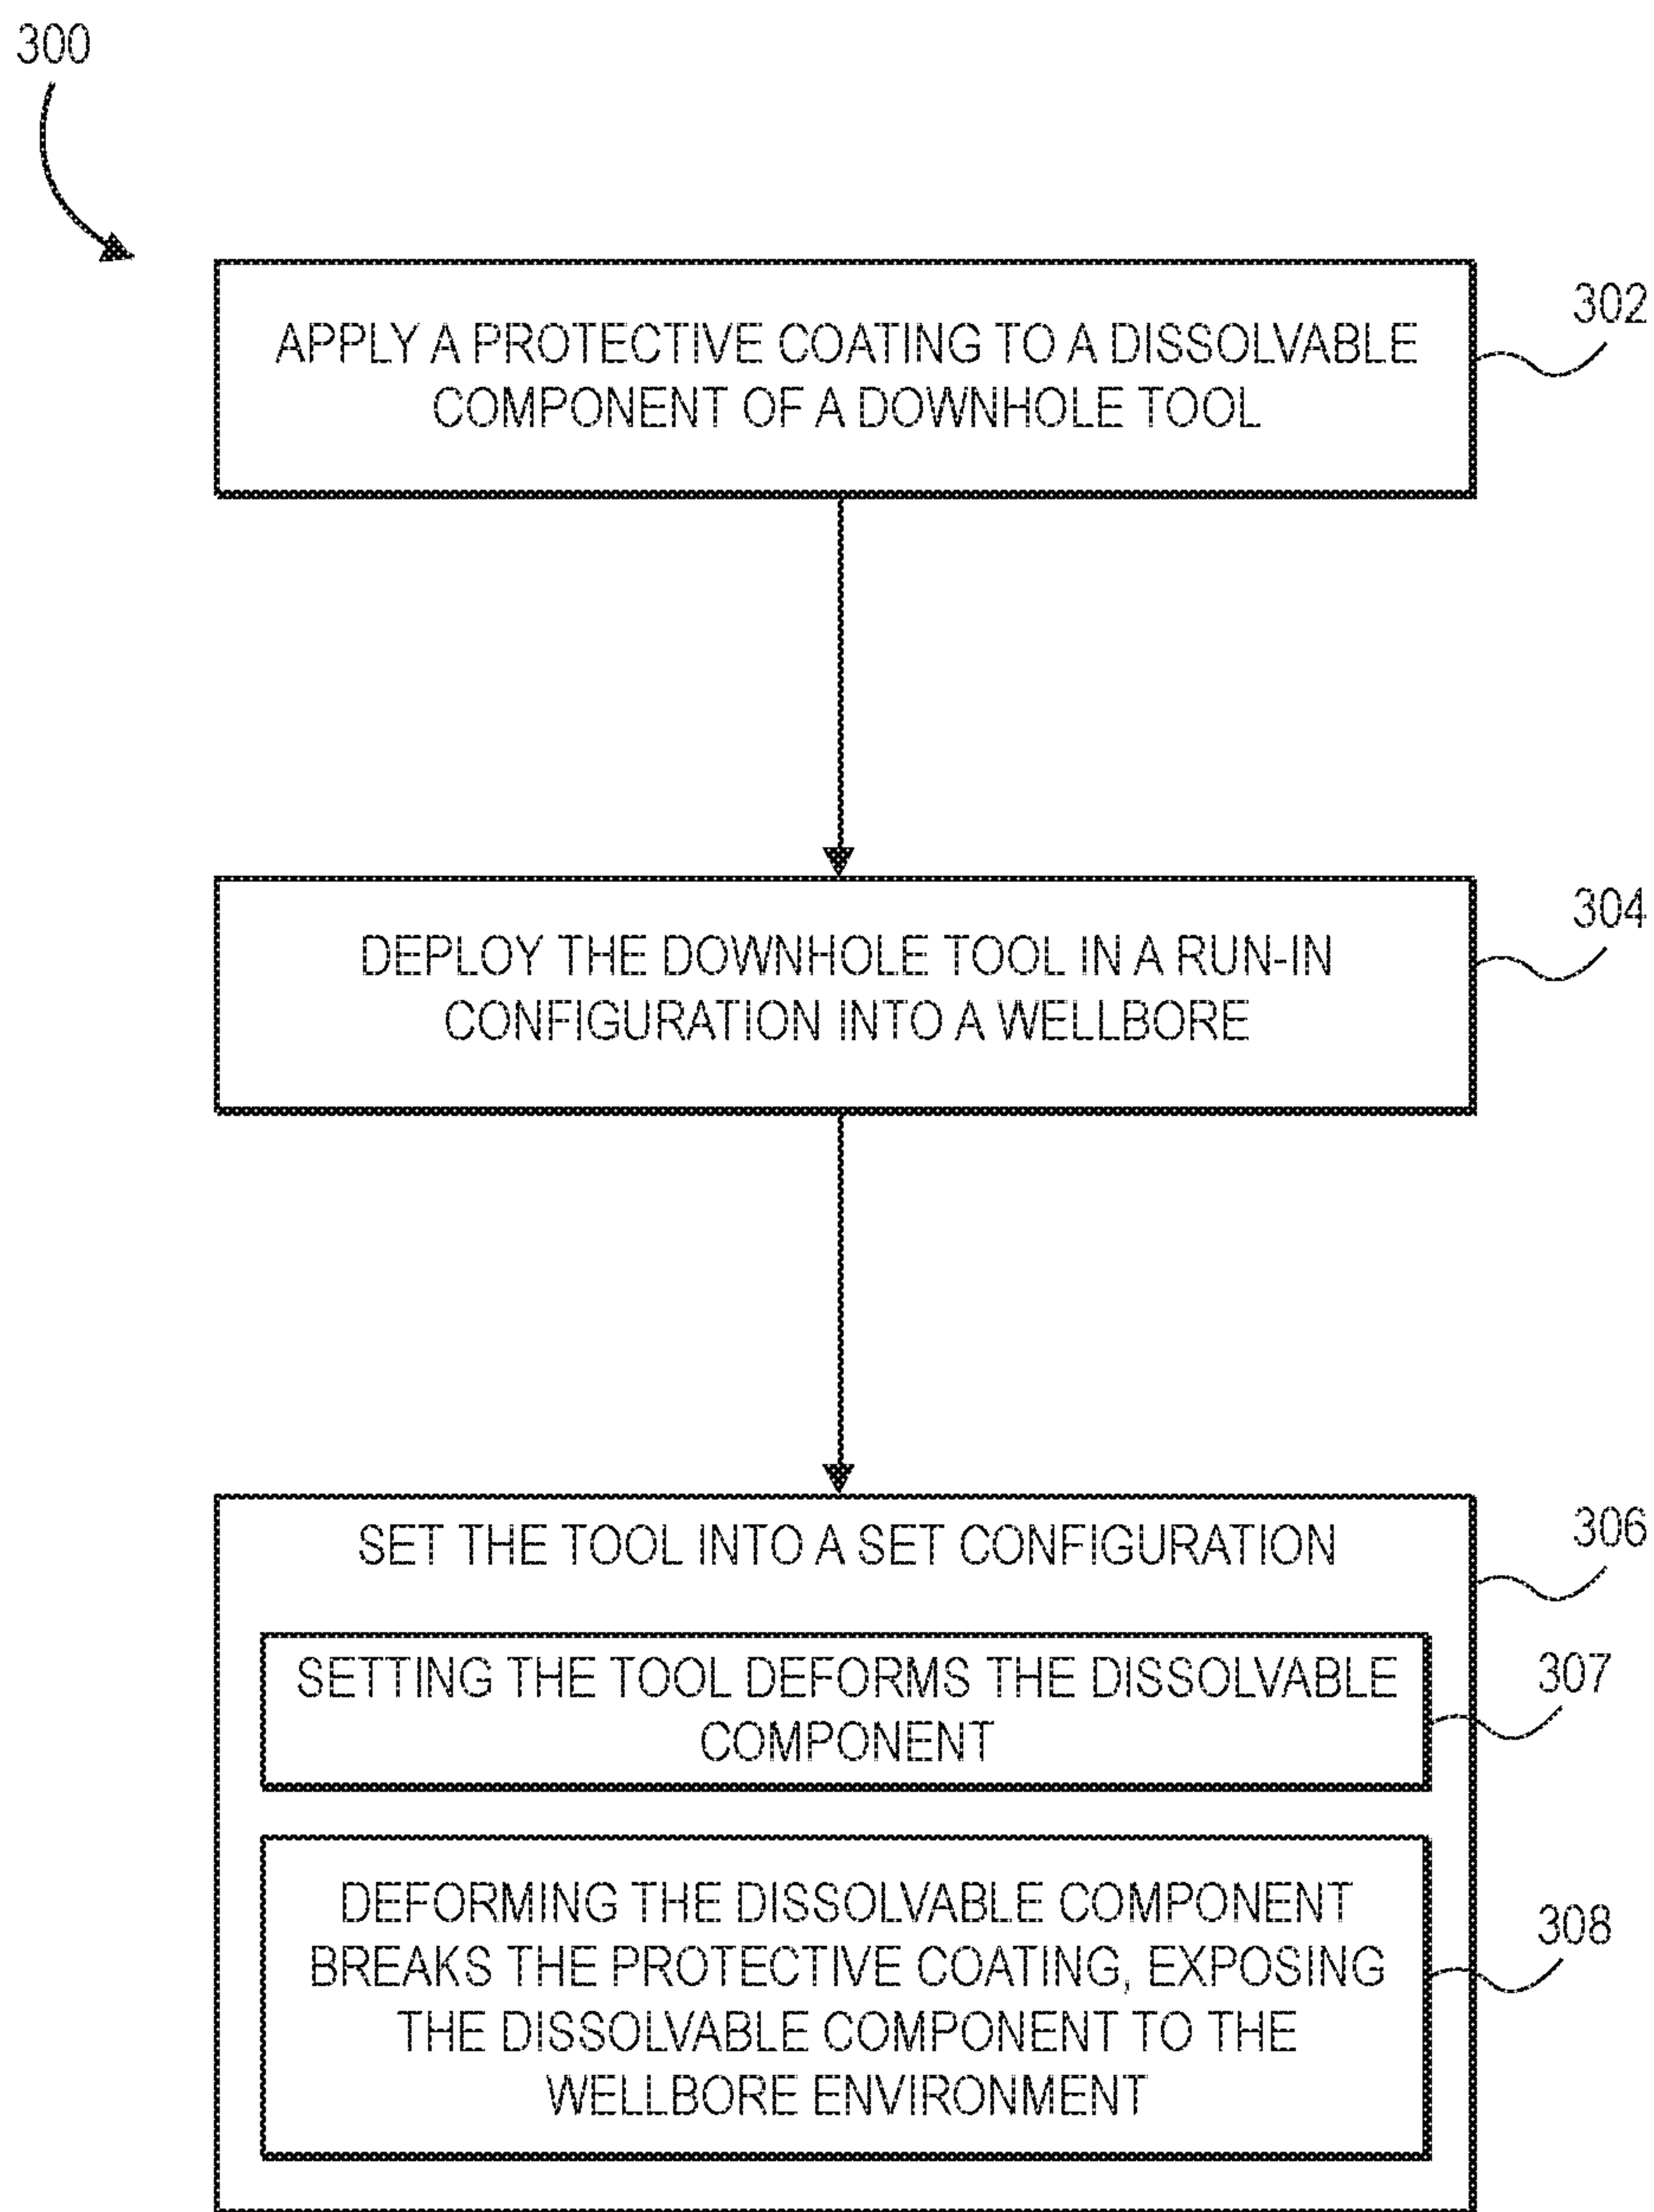 300
APPLY A PROTECTIVE COATING TO A DISSOLVABLE
COMPONENT OF A DOWNHOLE TOOL
302
DEPLOY THE DOWNHOLE TOOL IN A RUN-IN
CONFIGURATION INTO A WELLBORE
304
SET THE TOOL INTO A SET CONFIGURATION
306
SETTING THE TOOL DEFORMS THE DISSOLVABLE
COMPONENT
307
DEFORMING THE DISSOLVABLE COMPONENT
BREAKS THE PROTECTIVE COATING, EXPOSING
THE DISSOLVABLE COMPONENT TO THE
WELLBORE ENVIRONMENT
308